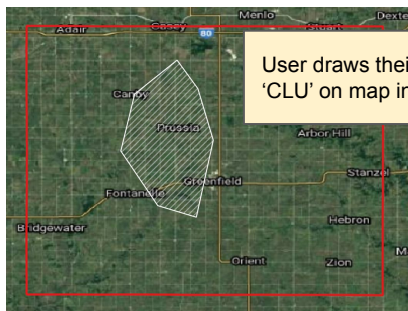 Menlo
Dexte
Adair
Casey
Stuart
80
User draws thei
'CLU' on map in
Canby
Prussia
Arbor Hill
Stanzel
Greenfield
Fontanelle
Hebron
Bridgewater
Orient
Zion
M